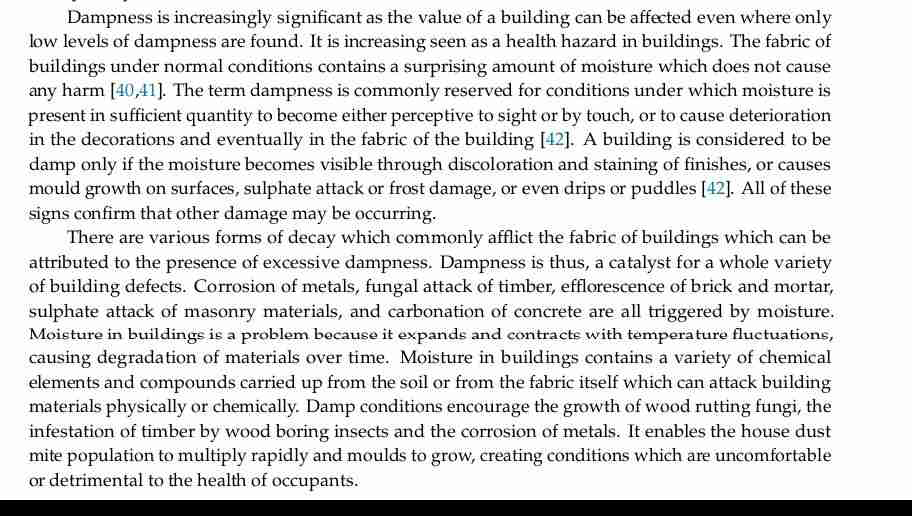 Dampness is increasingly significant as the value of a building can be affected even where only
low levels of dampness are found. It is increasing seen as a health hazard in buildings. The fabric of
buildings under normal conditions contains a surprising amount of moisture which does not cause
any harm [40,41]. The term dampness is commonly reserved for conditions under which moisture is
present in sufficient quantity to become either perceptive to sight or by touch, or to cause deterioration
in the decorations and eventually in the fabric of the building [42]. A building is considered to be
damp only if the moisture becomes visible through discoloration and staining of finishes, or causes
mould growth on surfaces, sulphate attack or frost damage, or even drips or puddles [42]. All of these
signs confirm that other damage may be occurring.
There are various forms of decay which commonly afflict the fabric of buildings which can be
attributed to the presence of excessive dampness. Dampness is thus, a catalyst for a whole variety
of building defects. Corrosion of metals, fungal attack of timber, efflorescence of brick and mortar,
sulphate attack of masonry materials, and carbonation of concrete are all triggered by moisture.
Moisture in buildings is a problem because it expands and contracts with temperature fluctuations,
causing degradation of materials over time. Moisture in buildings contains a variety of chemical
elements and compounds carried up from the soil or from the fabric itself which can attack building
materials physically or chemically. Damp conditions encourage the growth of wood rutting fungi, the
infestation of timber by wood boring insects and the corrosion of metals. It enables the house dust
mite population to multiply rapidly and moulds to grow, creating conditions which are uncomfortable
or detrimental to the health of occupants.